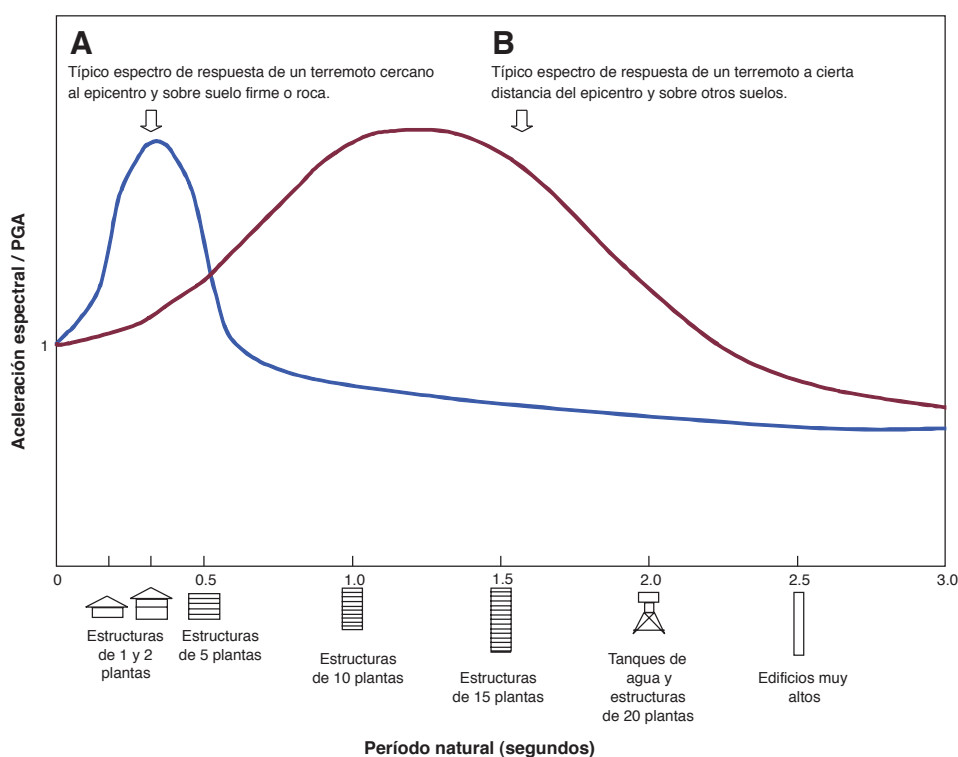 A
Típico espectro de respuesta de un terremoto cercano
al epicentro y sobre suelo firme o roca.
B
Típico espectro de respuesta de un terremoto a cierta
distancia del epicentro y sobre otros suelos.
Aceleración espectral / PGA
1
0
0.5
1.0
1.5
2.0
2.5
3.0
Estructuras
de 1 y 2
plantas
Estructuras
de 5 plantas
Estructuras
de 10 plantas
Estructuras
de 15 plantas
Tanques de
agua y
estructuras
de 20 plantas
Edificios muy
altos
Período natural (segundos)